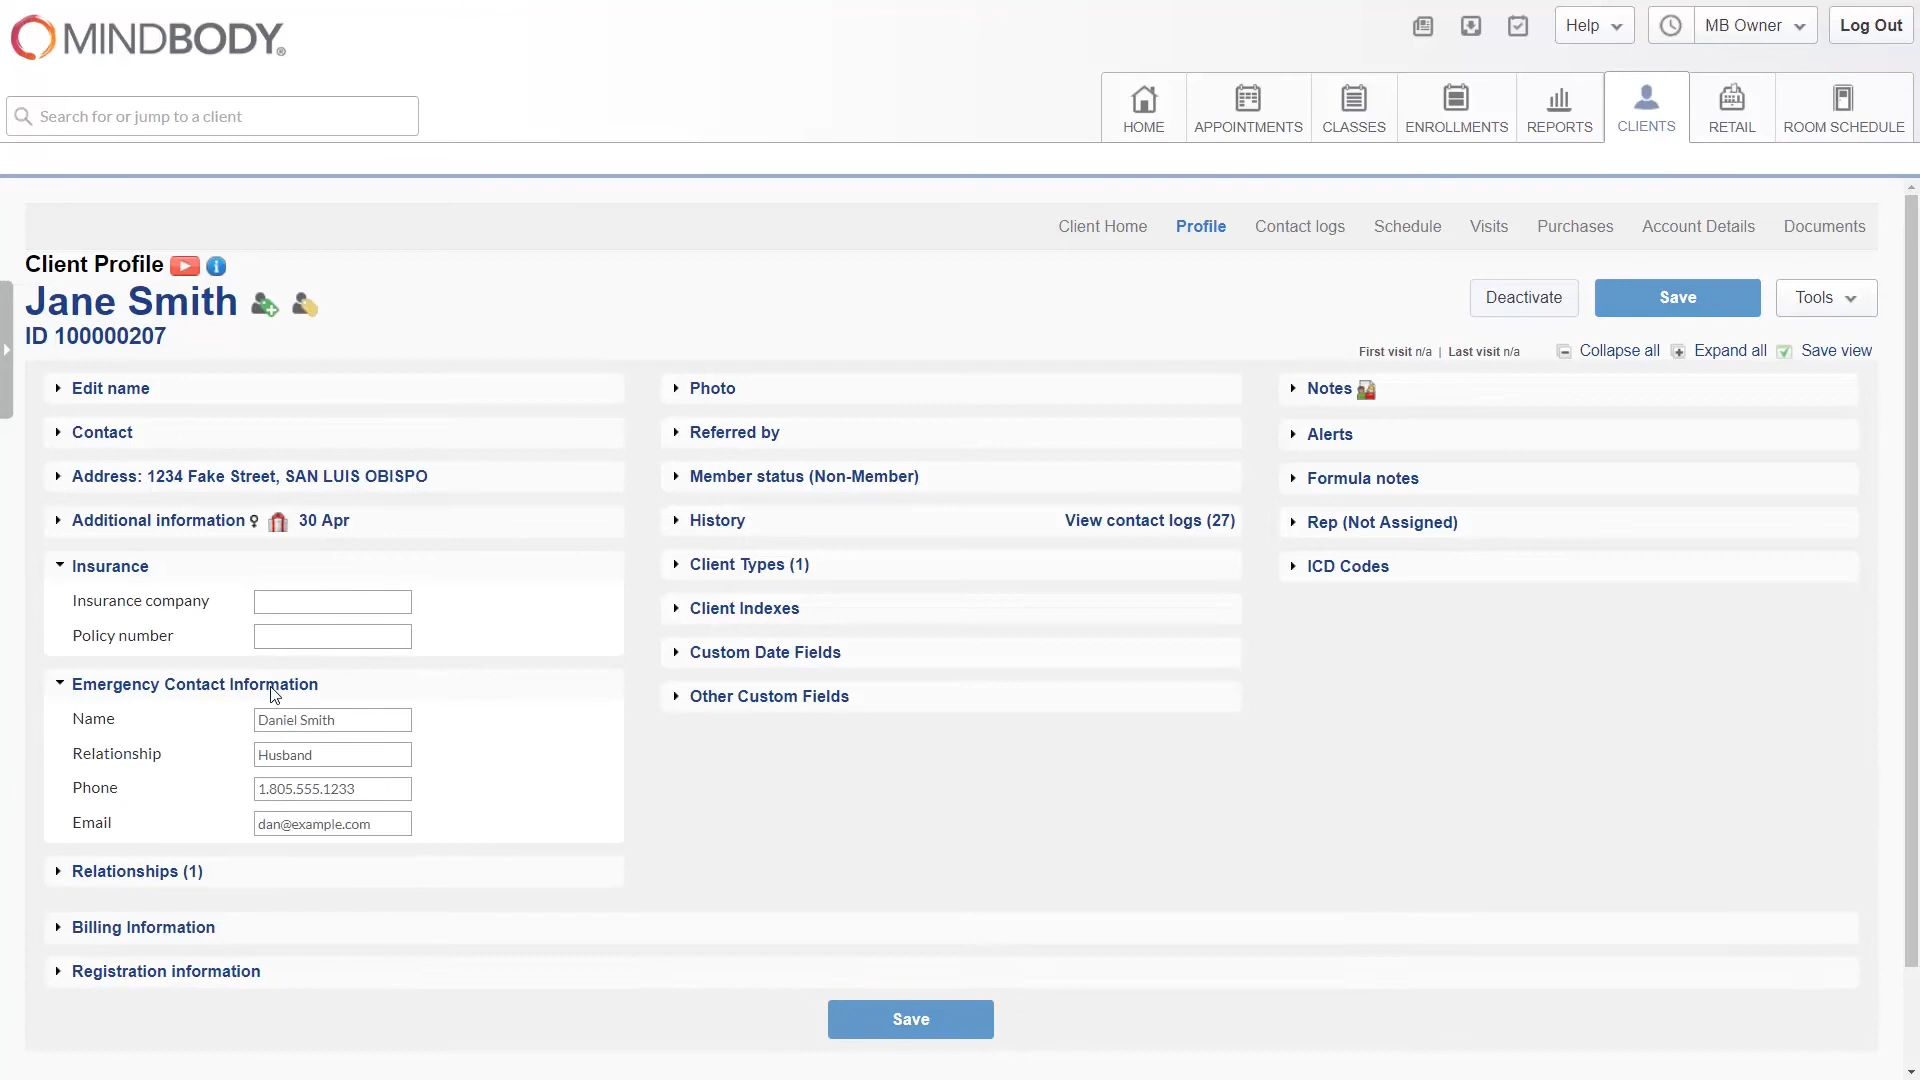 MINDBODY
Help
MB Owner
Log Out
Search for or jump to a client
HOME
APPOINTMENTS
CLASSES
ENROLLMENTS
REPORTS
CLIENTS
RETAIL
ROOM SCHEDULE
Client Home
Profile
Contact logs
Schedule
Visits
Purchases
Account Details
Documents
Client Profile
Jane Smith
ID 100000207
Deactivate
Save
Tools
First visit n/a | Last visit n/a
Collapse all
Expand all
Save view
Edit name
Contact
Address: 1234 Fake Street, SAN LUIS OBISPO
Additional information ♀ 30 Apr
Insurance
Insurance company
Policy number
Emergency Contact Information
Name Daniel Smith
Relationship Husband
Phone 1.805.555.1233
Email dan@example.com
Relationships (1)
Photo
Referred by
Member status (Non-Member)
History View contact logs (27)
Client Types (1)
Client Indexes
Custom Date Fields
Other Custom Fields
Notes
Alerts
Formula notes
Rep (Not Assigned)
ICD Codes
Billing Information
Registration information
Save